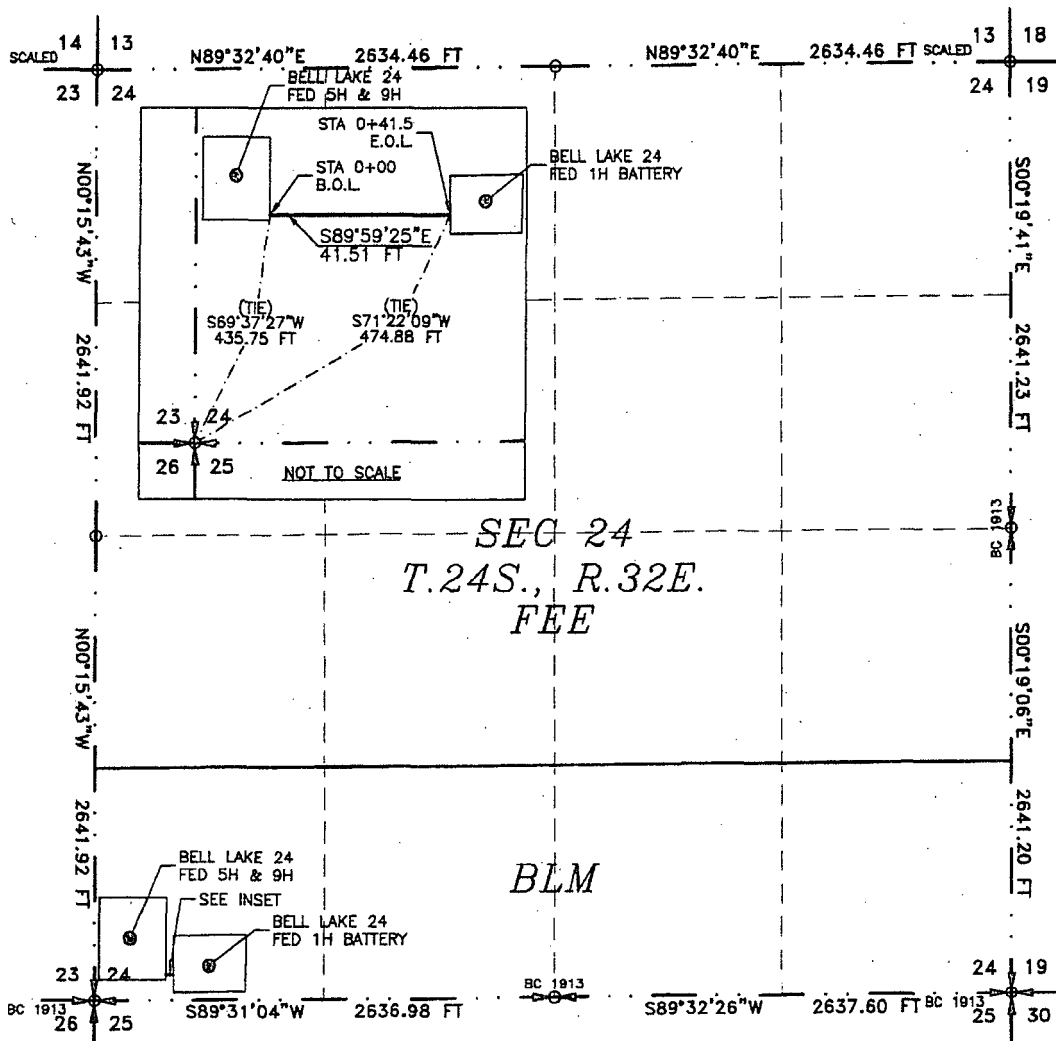 14 13
SCALED
23 24
N89°32'40"E 2634.46 FT
N89°32'40"E 2634.46 FT
SCALED
13 18
24 19
BELL LAKE 24
FED 5H & 9H
STA 0+41.5
E.O.L.
STA 0+00
B.O.L.
BELL LAKE 24
FED 1H BATTERY
S89°59'25"E
41.51 FT
(TIE)
S69°37'27"W
435.75 FT
(TIE)
S71°22'09"W
474.88 FT
23 24
26 25
NOT TO SCALE
N00°15'43"W 2641.92 FT
S00°19'41"E 2641.23 FT
BC 1913
SEC 24
T.24S., R.32E.
FEE
N00°15'43"W 2641.92 FT
S00°19'06"E 2641.20 FT
BLM
BELL LAKE 24
FED 5H & 9H
SEE INSET
BELL LAKE 24
FED 1H BATTERY
23 24
BC 1913
26 25
S89°31'04"W 2636.98 FT
BC 1913
S89°32'26"W 2637.60 FT
BC 1913
24 19
25 30